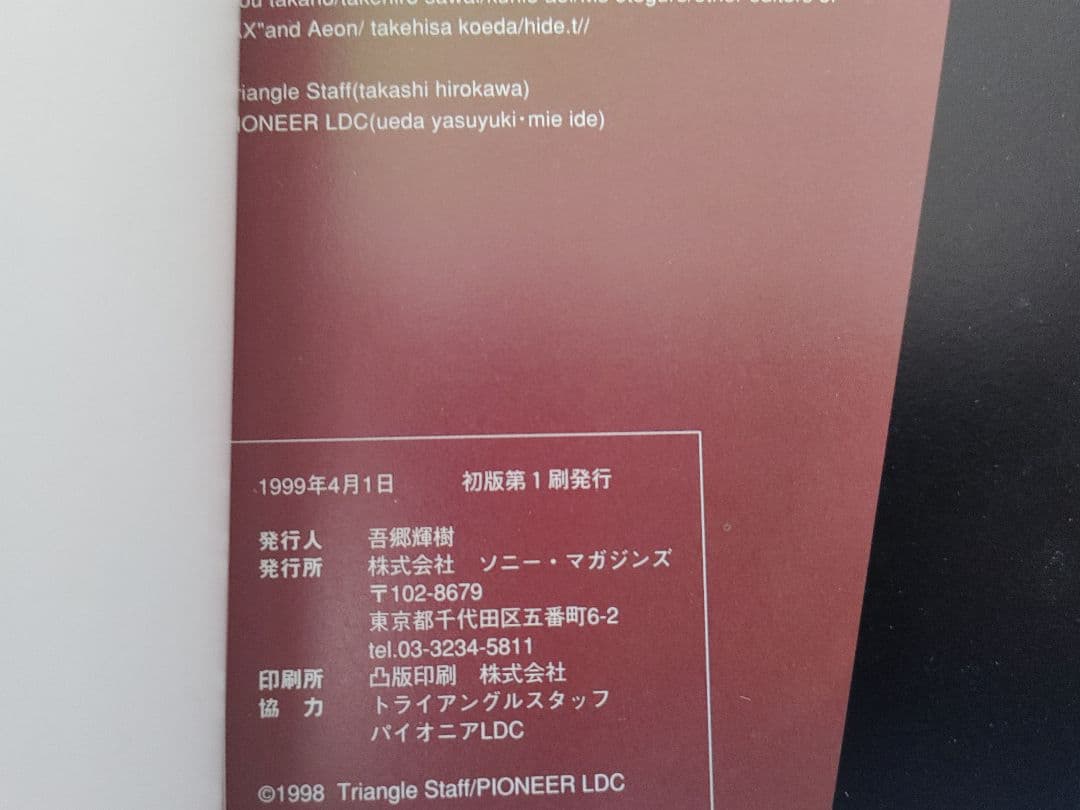 X"and Aeon/ takehisa koeda/hide.t//
riangle Staff(takashi hirokawa)
IONEER LDC(ueda yasuyuki・mie ide)
1999年4月1日 初版第1刷発行
発行人 吾郷輝樹
発行所 株式会社 ソニー・マガジンズ
〒102-8679
東京都千代田区五番町6-2
tel.03-3234-5811
印刷所 凸版印刷 株式会社
協 力 トライアングルスタッフ
パイオニアLDC
©1998 Triangle Staff/PIONEER LDC